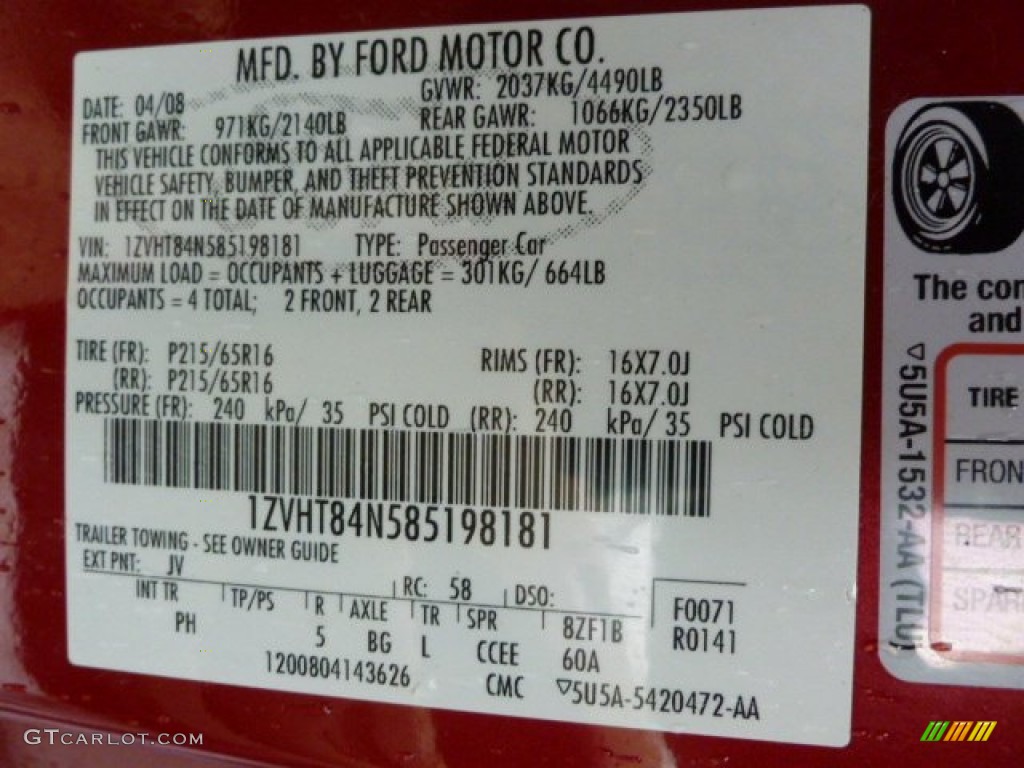 MFD. BY FORD MOTOR CO.
DATE: 04/08 GVWR: 2037KG/4490LB
FRONT GAWR: 971KG/2140LB REAR GAWR: 1066KG/2350LB
THIS VEHICLE CONFORMS TO ALL APPLICABLE FEDERAL MOTOR
VEHICLE SAFETY, BUMPER, AND THEFT PREVENTION STANDARDS
IN EFFECT ON THE DATE OF MANUFACTURE SHOWN ABOVE.
VIN: 1ZVHT84N585198181 TYPE: Passenger Car
MAXIMUM LOAD = OCCUPANTS + LUGGAGE = 301KG/ 664LB
OCCUPANTS = 4 TOTAL; 2 FRONT, 2 REAR
TIRE (FR): P215/65R16 RIMS (FR): 16X7.0J
(RR): P215/65R16 (RR): 16X7.0J
PRESSURE (FR): 240 kPa/ 35 PSI COLD (RR): 240 kPa/ 35 PSI COLD
1ZVHT84N585198181
TRAILER TOWING - SEE OWNER GUIDE
EXT PNT: JV RC: 58 DSO:
INT TR TP/PS R AXLE TR SPR F0071
PH 5 BG L CCEE 8ZF1B R0141
60A
1200804143626 CMC ▽5U5A-5420472-AA
The con
and
▽5U5A-1532-AA (TLU)
TIRE
FRON
REAR
SPAR
GTCARLOT.COM